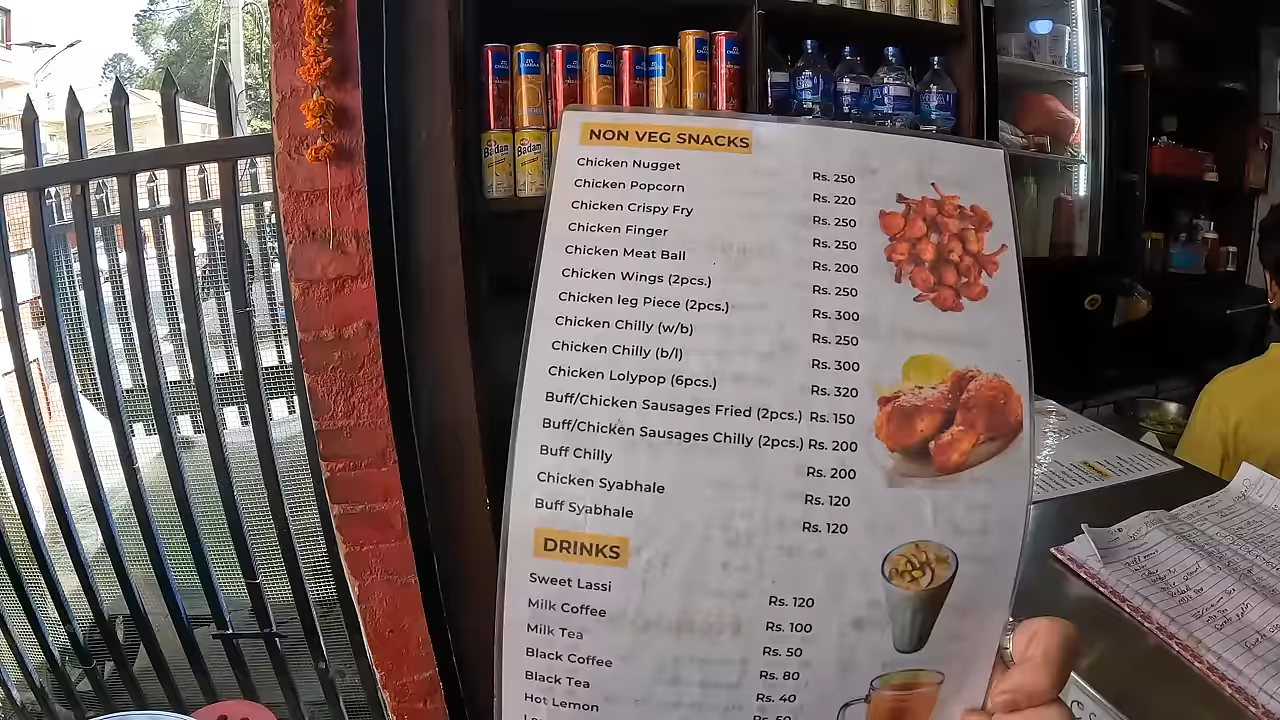 NON VEG SNACKS
Chicken Nugget Rs. 250
Chicken Popcorn Rs. 220
Chicken Crispy Fry Rs. 250
Chicken Finger Rs. 250
Chicken Meat Ball Rs. 200
Chicken Wings (2pcs.) Rs. 250
Chicken leg Piece (2pcs.) Rs. 300
Chicken Chilly (w/b) Rs. 250
Chicken Chilly (b/l) Rs. 300
Chicken Lolypop (6pcs.) Rs. 320
Buff/Chicken Sausages Fried (2pcs.) Rs. 150
Buff/Chicken Sausages Chilly (2pcs.) Rs. 200
Buff Chilly Rs. 200
Chicken Syabhale Rs. 120
Buff Syabhale Rs. 120
DRINKS
Sweet Lassi Rs. 120
Milk Coffee Rs. 100
Milk Tea Rs. 50
Black Coffee Rs. 80
Black Tea Rs. 40
Hot Lemon Rs. 50
Badam
Badam